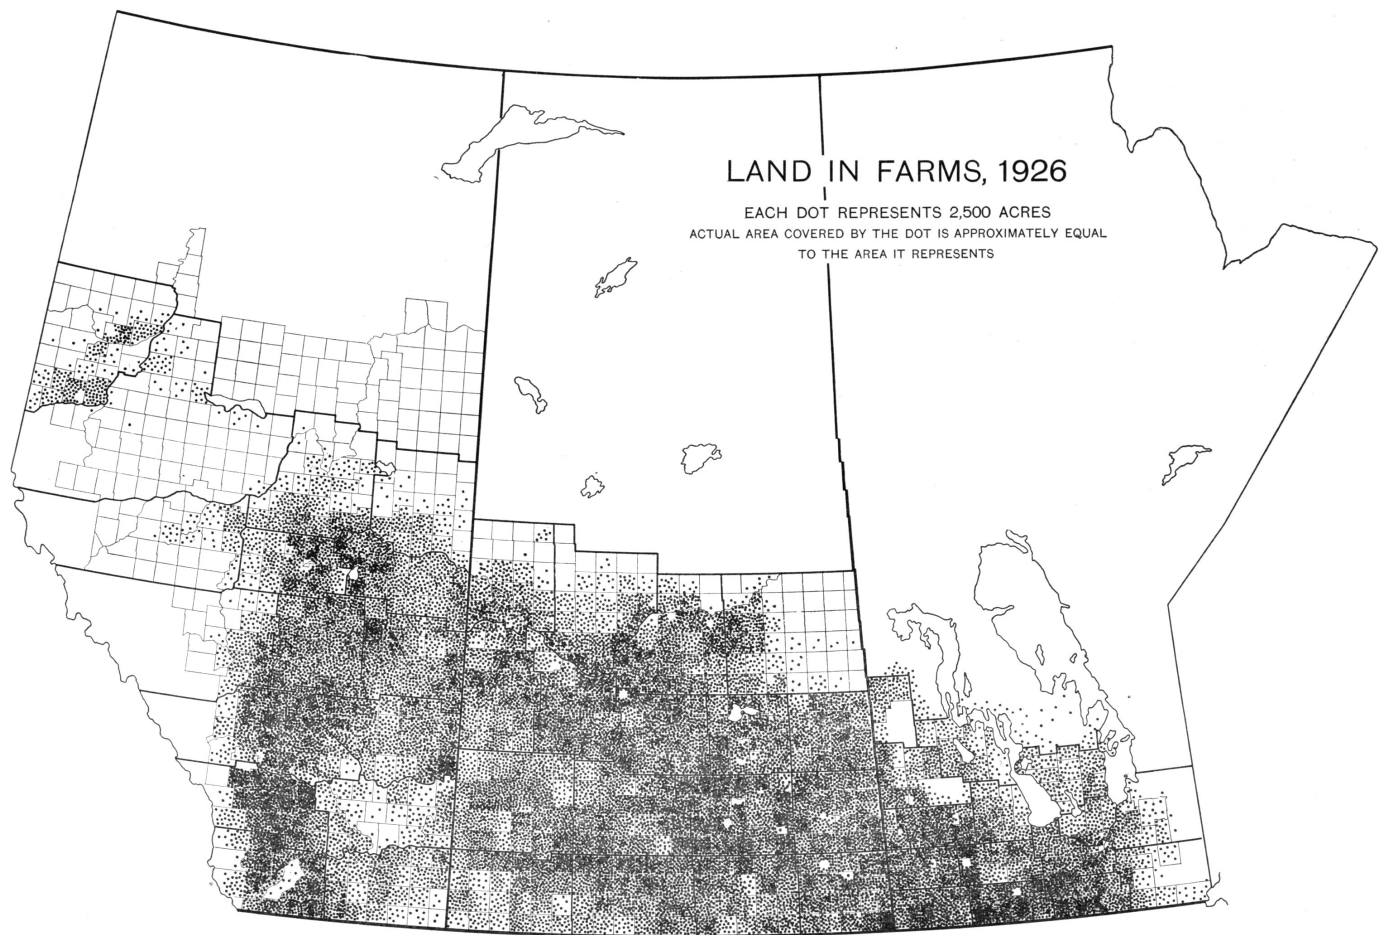 LAND IN FARMS, 1926
EACH DOT REPRESENTS 2,500 ACRES
ACTUAL AREA COVERED BY THE DOT IS APPROXIMATELY EQUAL
TO THE AREA IT REPRESENTS